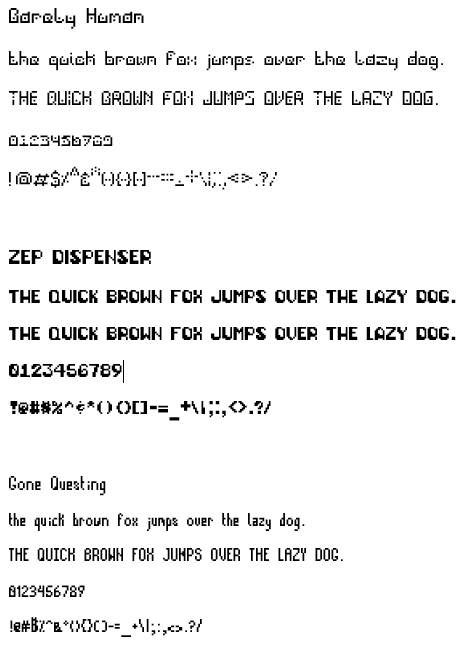 Barely Human
the quick brown fox jumps over the lazy dog.
THE QUICK BROWN FOX JUMPS OVER THE LAZY DOG.
0123456789
!@#$%^&*(){}[]-=_+\|;:,<>.?/
ZEP DISPENSER
THE QUICK BROWN FOX JUMPS OVER THE LAZY DOG.
THE QUICK BROWN FOX JUMPS OVER THE LAZY DOG.
0123456789
!@#$%^&*(){}[]-=_+\|;:,<>.?/
Gone Questing
the quick brown fox jumps over the lazy dog.
THE QUICK BROWN FOX JUMPS OVER THE LAZY DOG.
0123456789
!@#$%^&*(){}[]-=_+\|;:,<>.?/